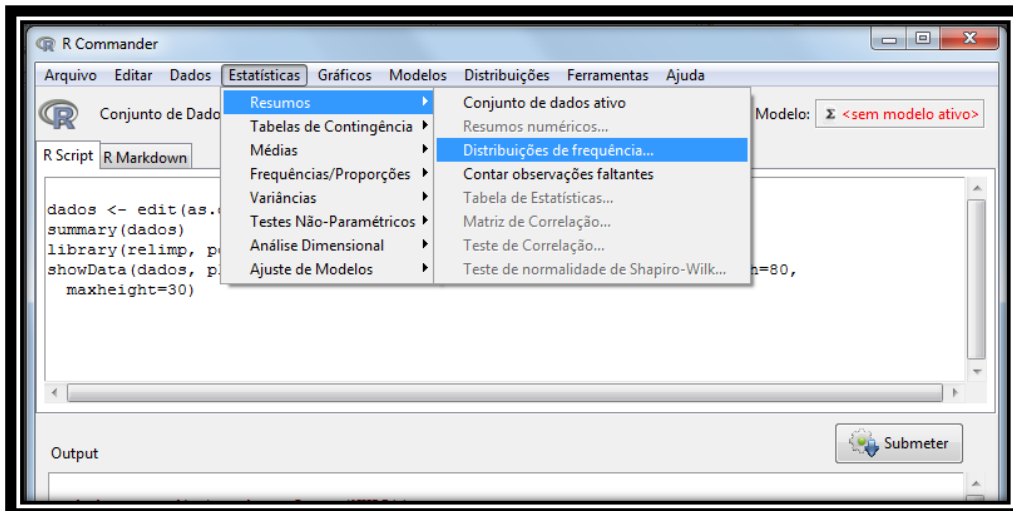 R Commander
Arquivo Editar Dados Estatísticas Gráficos Modelos Distribuições Ferramentas Ajuda
R Conjunto de Dado Modelo: Σ <sem modelo ativo>
Resumos
Tabelas de Contingência
Médias
Frequências/Proporções
Variâncias
Testes Não-Paramétricos
Análise Dimensional
Ajuste de Modelos
Conjunto de dados ativo
Resumos numéricos...
Distribuições de frequência...
Contar observações faltantes
Tabela de Estatísticas...
Matriz de Correlação...
Teste de Correlação...
Teste de normalidade de Shapiro-Wilk...
R Script R Markdown
dados <- edit(as.
summary(dados)
library(relimp, p
showData(dados, p h=80,
maxheight=30)
Submeter
Output